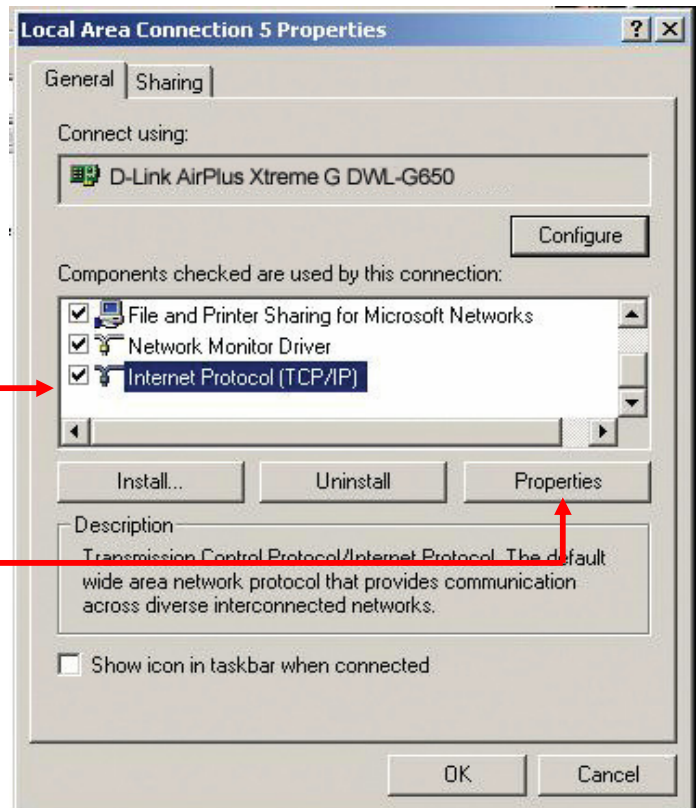 Local Area Connection 5 Properties
General Sharing
Connect using:
D-Link AirPlus Xtreme G DWL-G650
Configure
Components checked are used by this connection:
File and Printer Sharing for Microsoft Networks
Network Monitor Driver
Internet Protocol (TCP/IP)
Install... Uninstall Properties
Description
Transmission Control Protocol/Internet Protocol. The default
wide area network protocol that provides communication
across diverse interconnected networks.
Show icon in taskbar when connected
OK Cancel